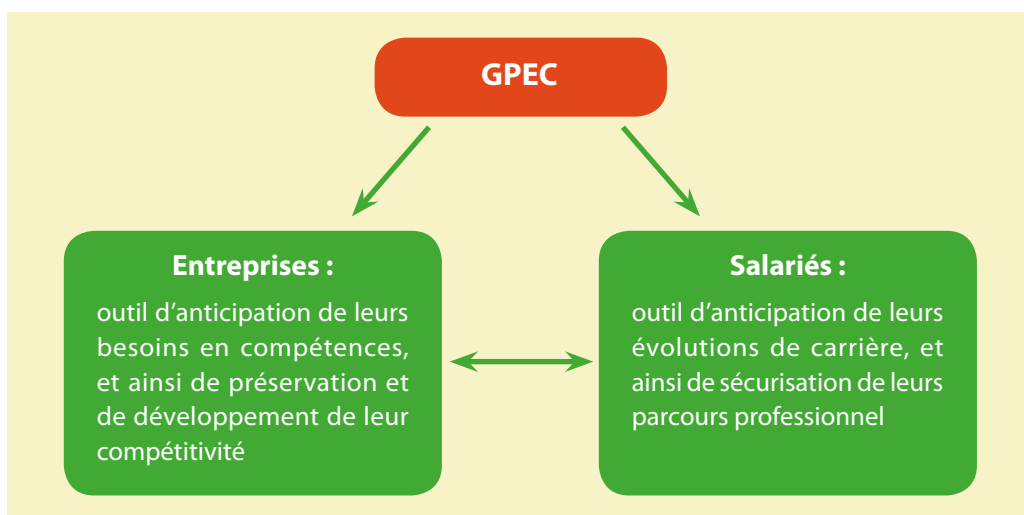 GPEC
Entreprises :
outil d’anticipation de leurs
besoins en compétences,
et ainsi de préservation et
de développement de leur
compétitivité
Salariés :
outil d’anticipation de leurs
évolutions de carrière, et
ainsi de sécurisation de leurs
parcours professionnel